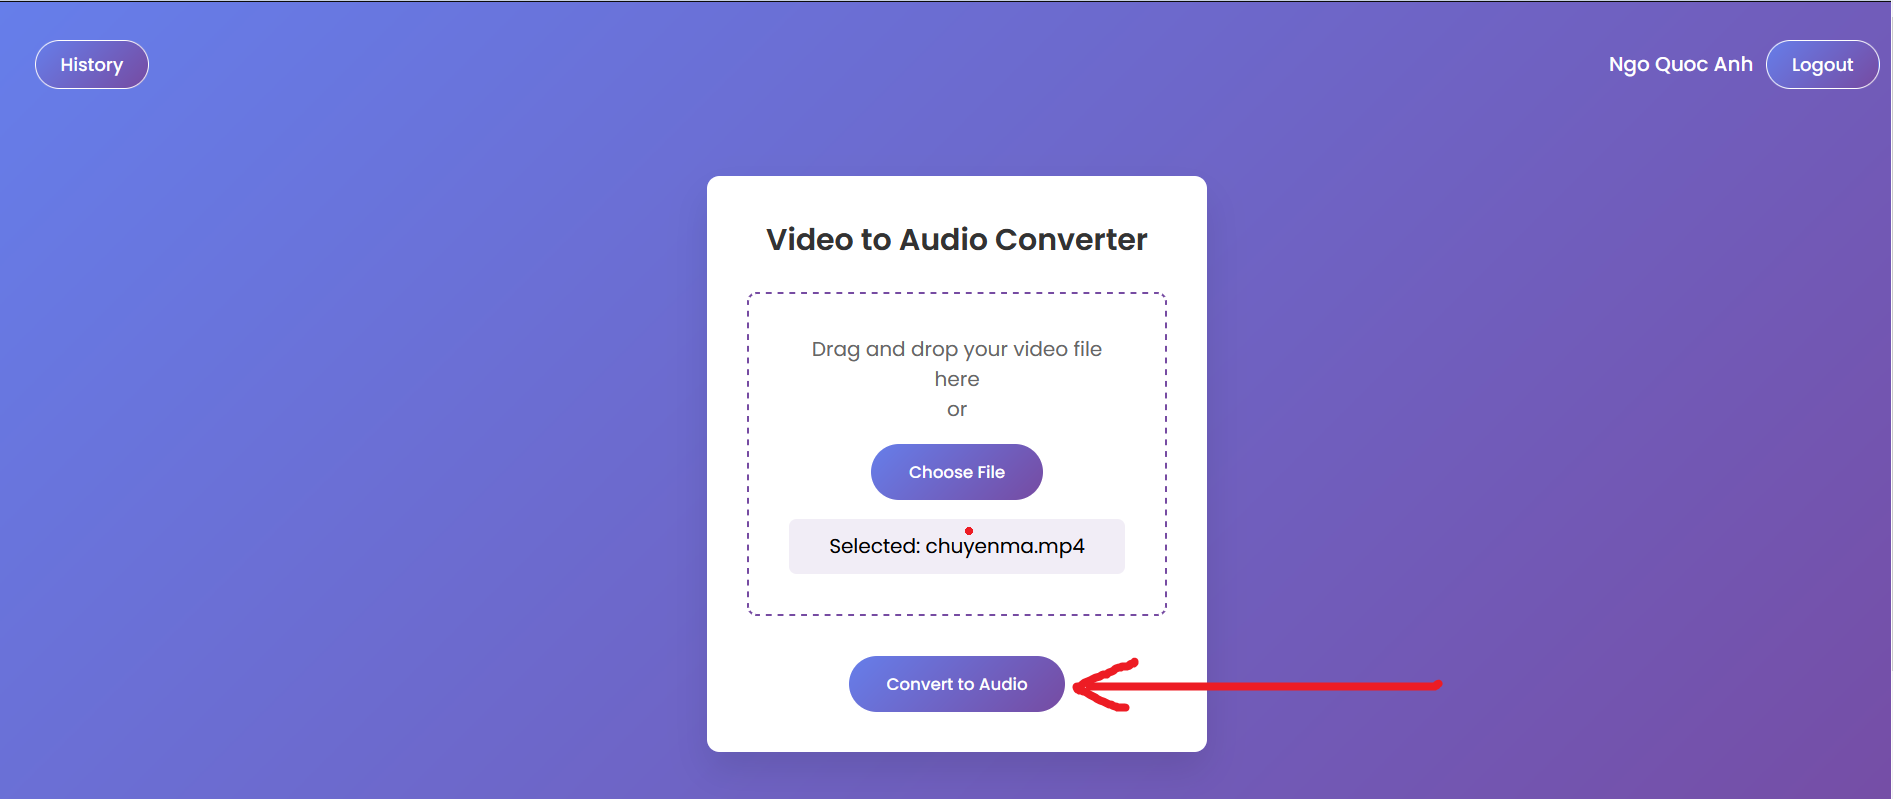 History
Ngo Quoc Anh
Logout
Video to Audio Converter
Drag and drop your video file
here
or
Choose File
Selected: chuyenma.mp4
Convert to Audio